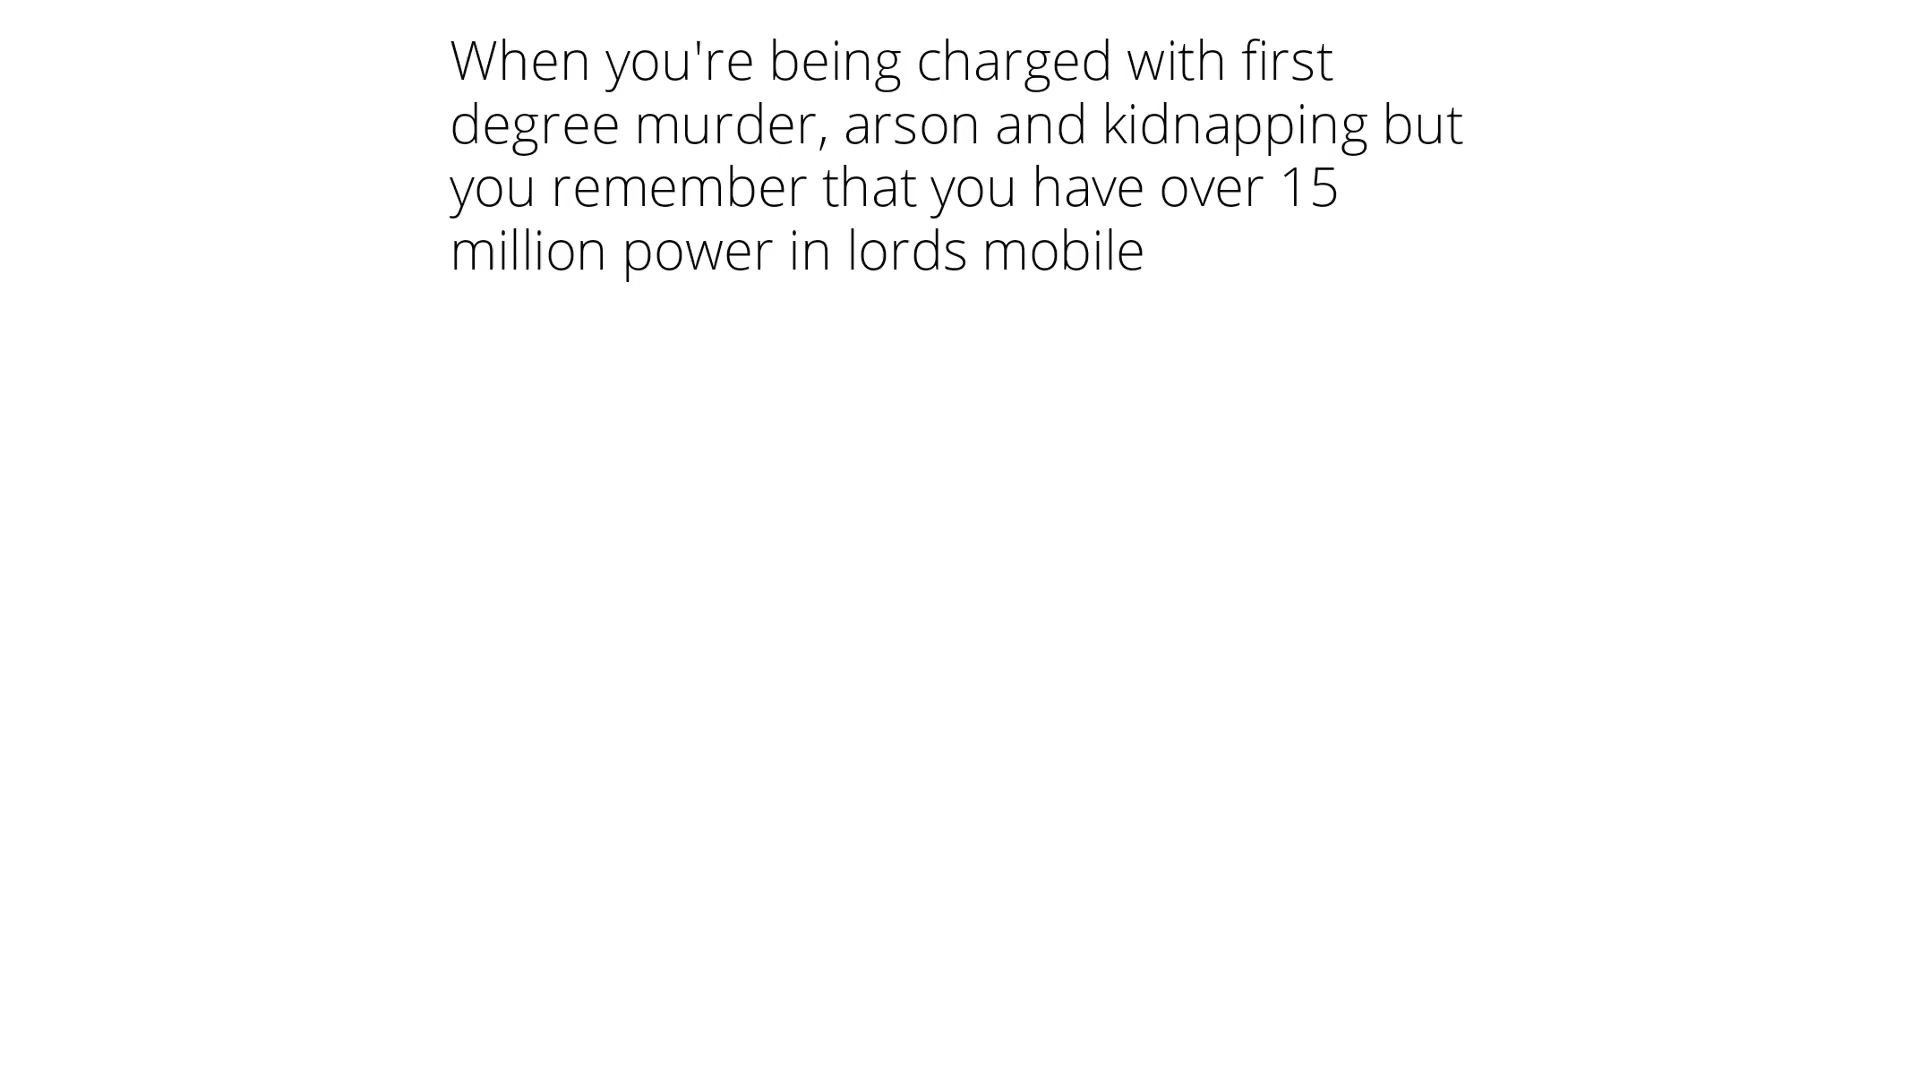 When you're being charged with first
degree murder, arson and kidnapping but
you remember that you have over 15
million power in lords mobile